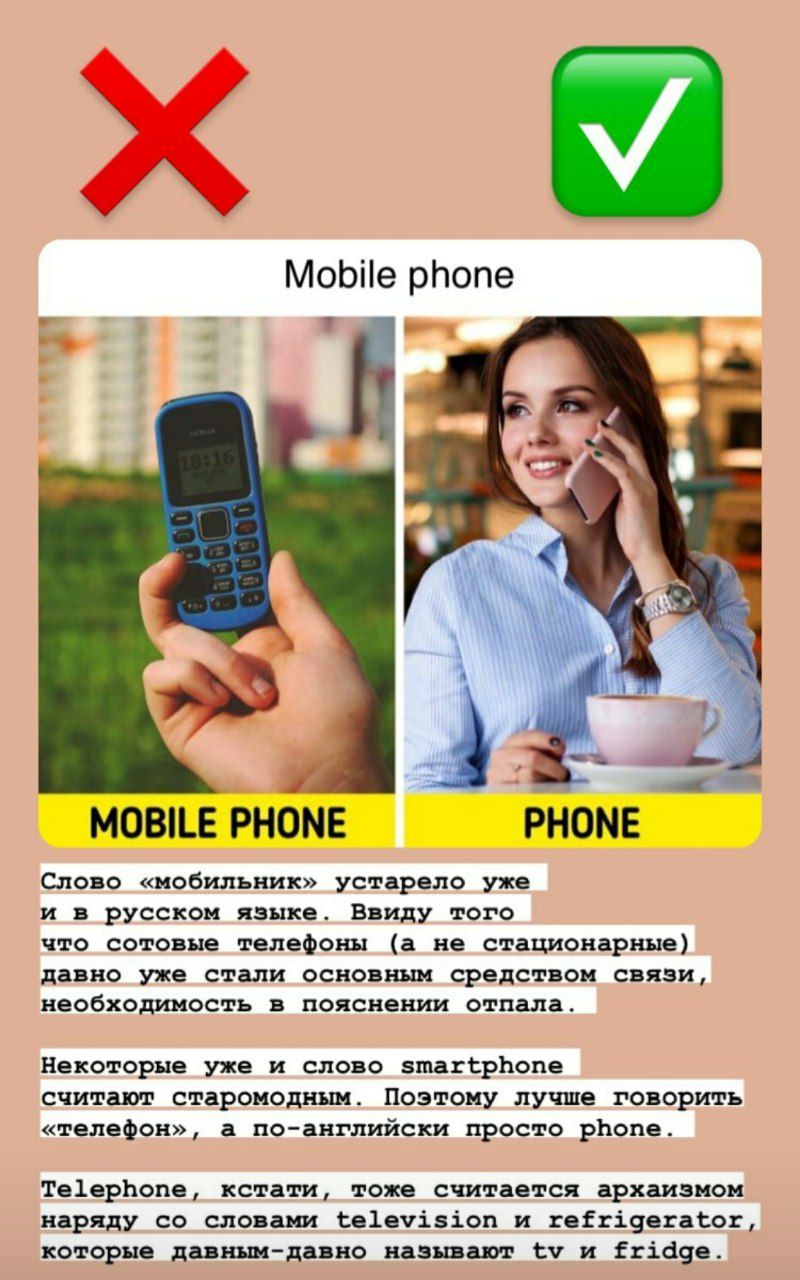 Mobile phone
NOKIA
18:16
MOBILE PHONE
PHONE
Слово «мобильник» устарело уже
и в русском языке. Ввиду того
что сотовые телефоны (а не стационарные)
давно уже стали основным средством связи,
необходимость в пояснении отпала.
Некоторые уже и слово smartphone
считают старомодным. Поэтому лучше говорить
«телефон», а по-английски просто phone.
Telephone, кстати, тоже считается архаизмом
наряду со словами television и refrigerator,
которые давным-давно называют tv и fridge.